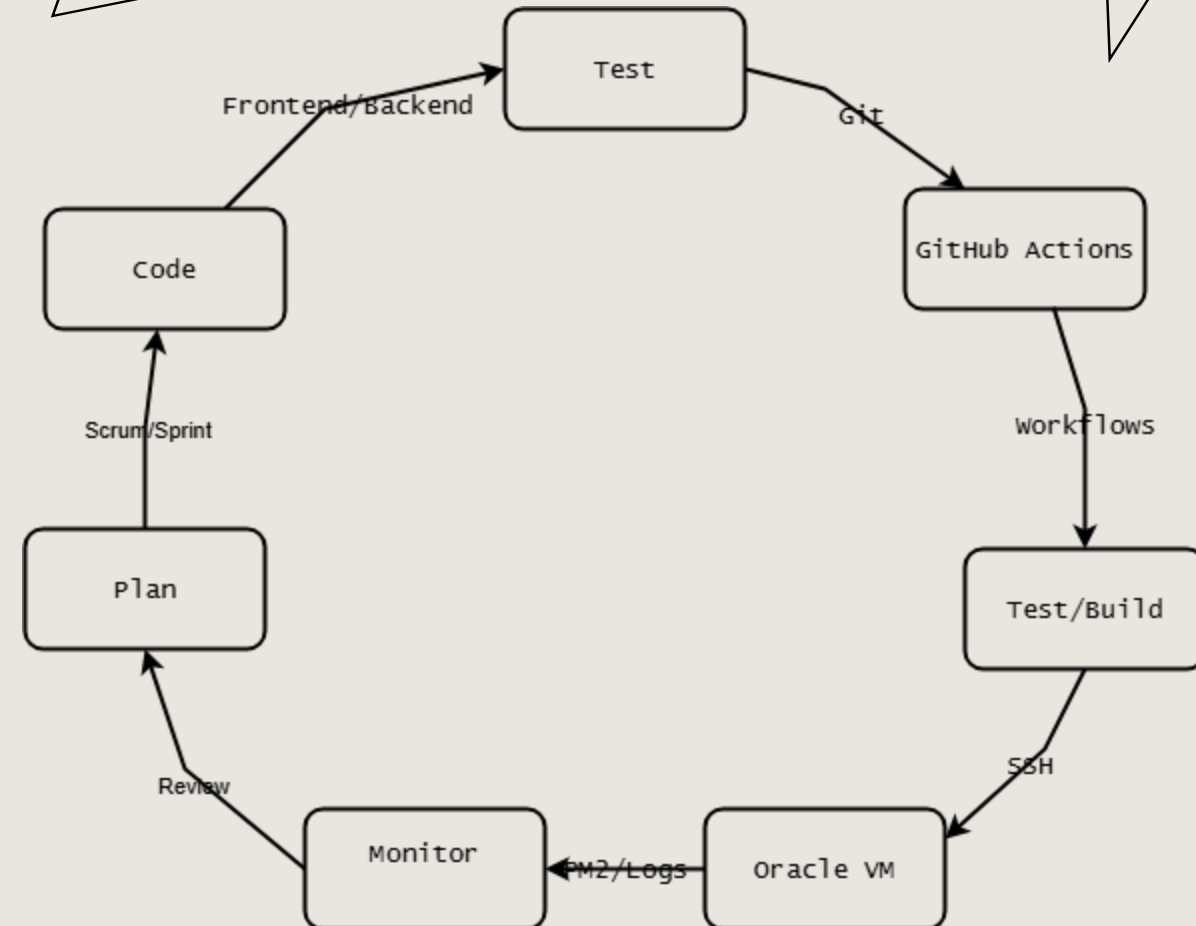 Test
Frontend/Backend
Git
GitHub Actions
Code
Workflows
Scrum/Sprint
Plan
Test/Build
SSH
Review
Monitor
PM2/Logs
Oracle VM